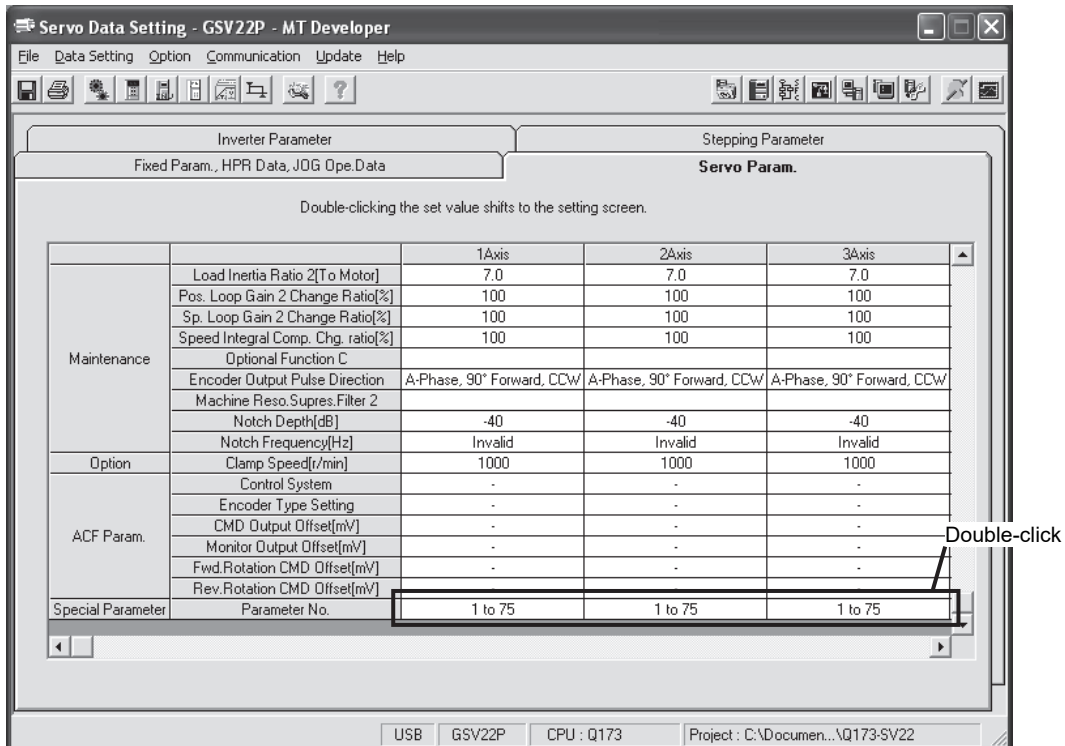 Servo Data Setting - GSV22P - MT Developer
File Data Setting Option Communication Update Help
Inverter Parameter Stepping Parameter
Fixed Param., HPR Data, JOG Ope.Data Servo Param.
Double-clicking the set value shifts to the setting screen.
1Axis 2Axis 3Axis
Load Inertia Ratio 2[To Motor] 7.0 7.0 7.0
Pos. Loop Gain 2 Change Ratio[%] 100 100 100
Sp. Loop Gain 2 Change Ratio[%] 100 100 100
Speed Integral Comp. Chg. ratio[%] 100 100 100
Maintenance Optional Function C
Encoder Output Pulse Direction A-Phase, 90° Forward, CCW A-Phase, 90° Forward, CCW A-Phase, 90° Forward, CCW
Machine Reso.Supres.Filter 2
Notch Depth[dB] -40 -40 -40
Notch Frequency[Hz] Invalid Invalid Invalid
Option Clamp Speed[r/min] 1000 1000 1000
Control System - - -
Encoder Type Setting - - -
CMD Output Offset[mV] - - -
ACF Param. Monitor Output Offset[mV] - - -
Double-click
Fwd.Rotation CMD Offset[mV] - - -
Rev.Rotation CMD Offset[mV] - - -
Special Parameter Parameter No. 1 to 75 1 to 75 1 to 75
USB GSV22P CPU : Q173 Project : C:\Documen...\Q173-SV22